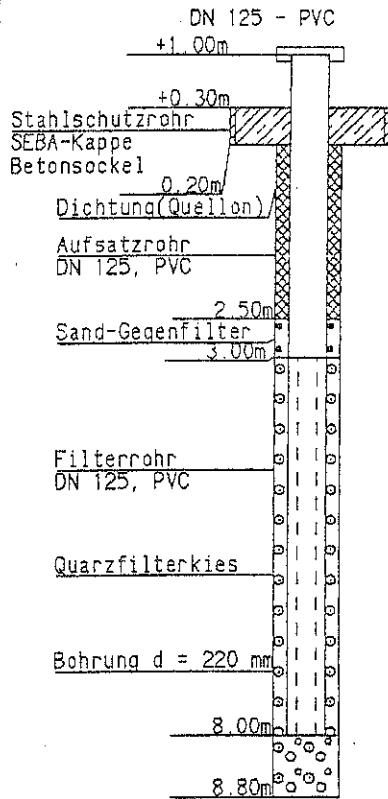 DN 125 - PVC
+1.00m
+0.30m
Stahlschutzrohr
SEBA-Kappe
Betonsockel
0.20m
Dichtung(Quellon)
Aufsatzrohr
DN 125, PVC
2.50m
Sand-Gegenfilter
3.00m
Filterrohr
DN 125, PVC
Quarzfilterkies
Bohrung d = 220 mm
8.00m
8.80m